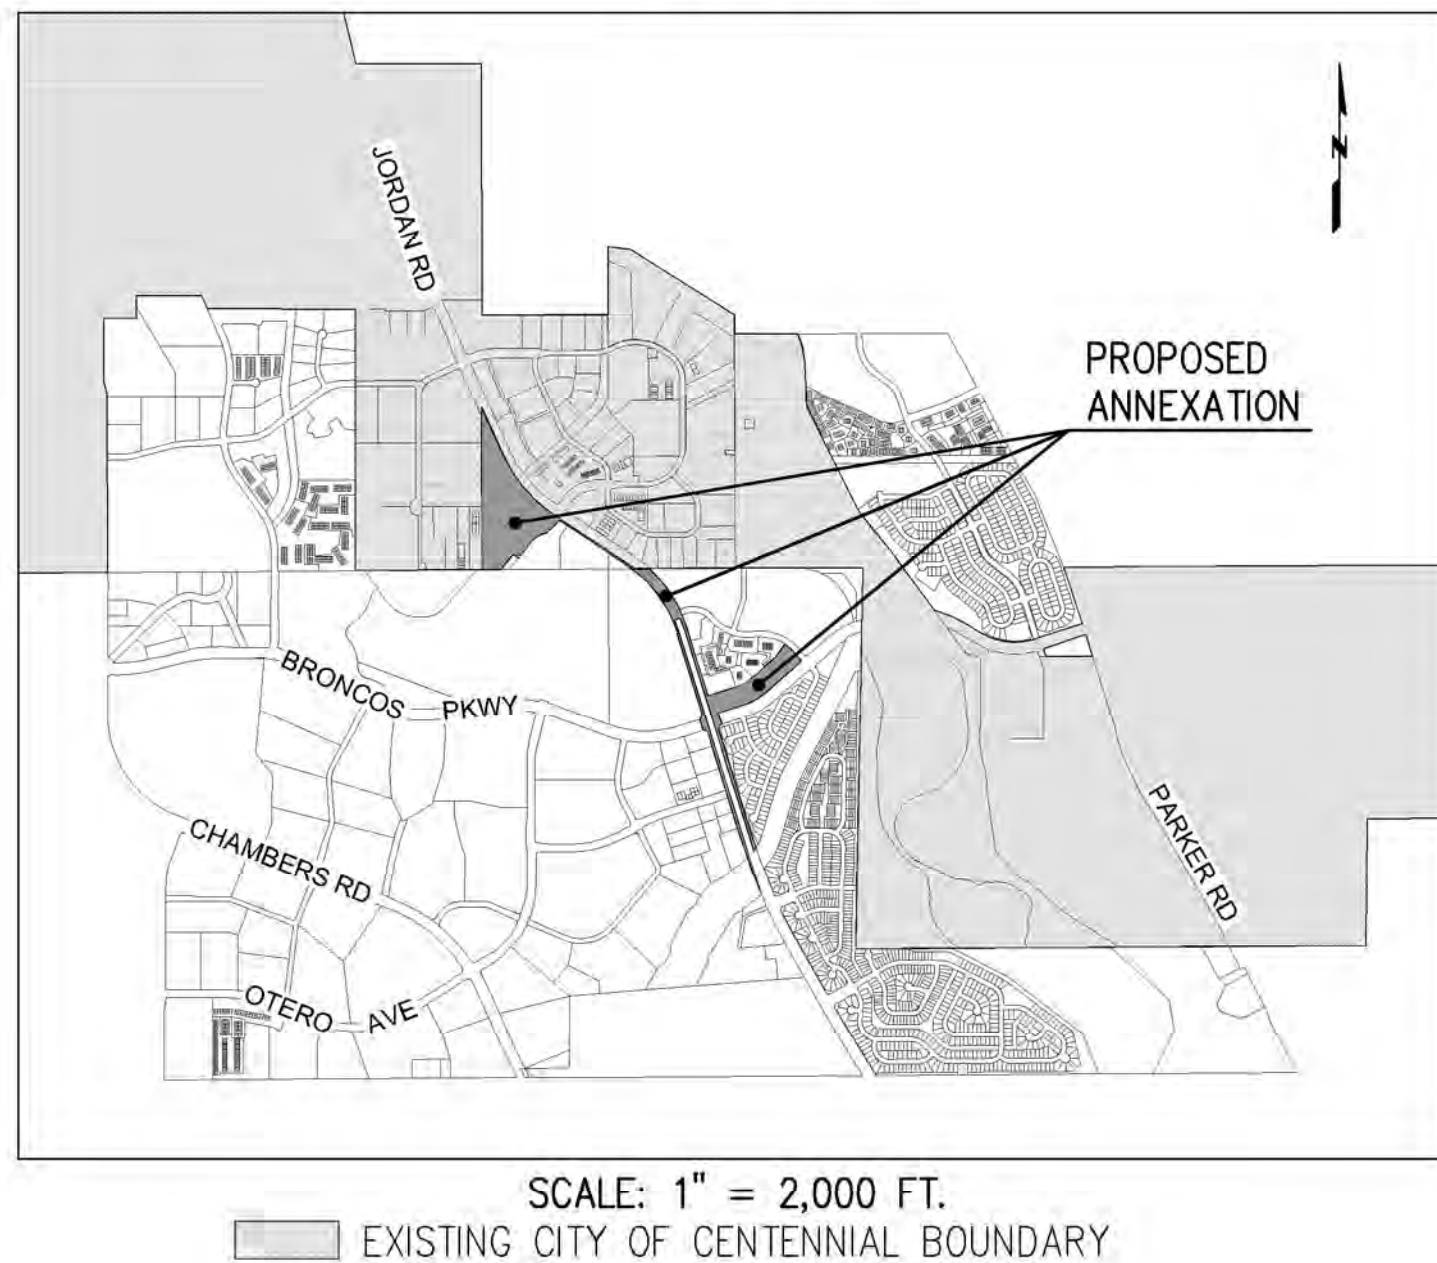 JORDAN RD
N
PROPOSED
ANNEXATION
BRONCOS PKWY
CHAMBERS RD
PARKER RD
OTERO AVE
SCALE: 1" = 2,000 FT.
EXISTING CITY OF CENTENNIAL BOUNDARY